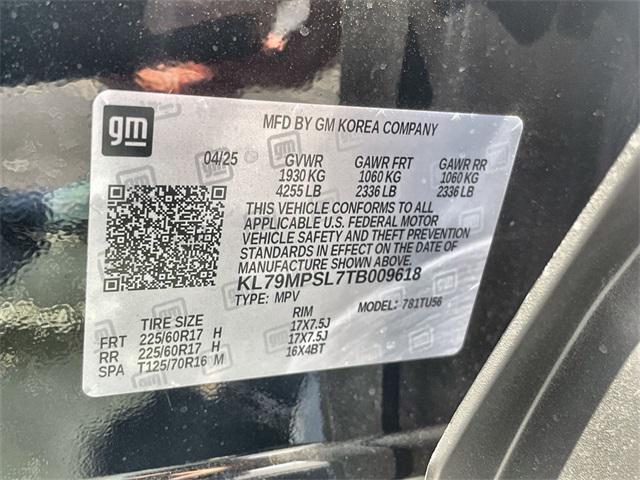 gm
MFD BY GM KOREA COMPANY
04/25 GVWR GAWR FRT GAWR RR
1930 KG 1060 KG 1060 KG
4255 LB 2336 LB 2336 LB
THIS VEHICLE CONFORMS TO ALL
APPLICABLE U.S. FEDERAL MOTOR
VEHICLE SAFETY AND THEFT PREVENTION
STANDARDS IN EFFECT ON THE DATE OF
MANUFACTURE SHOWN ABOVE.
KL79MPSL7TB009618
TYPE: MPV MODEL: 781TU56
TIRE SIZE RIM
FRT 225/60R17 H 17X7.5J
RR 225/60R17 H 17X7.5J
SPA T125/70R16 M 16X4BT